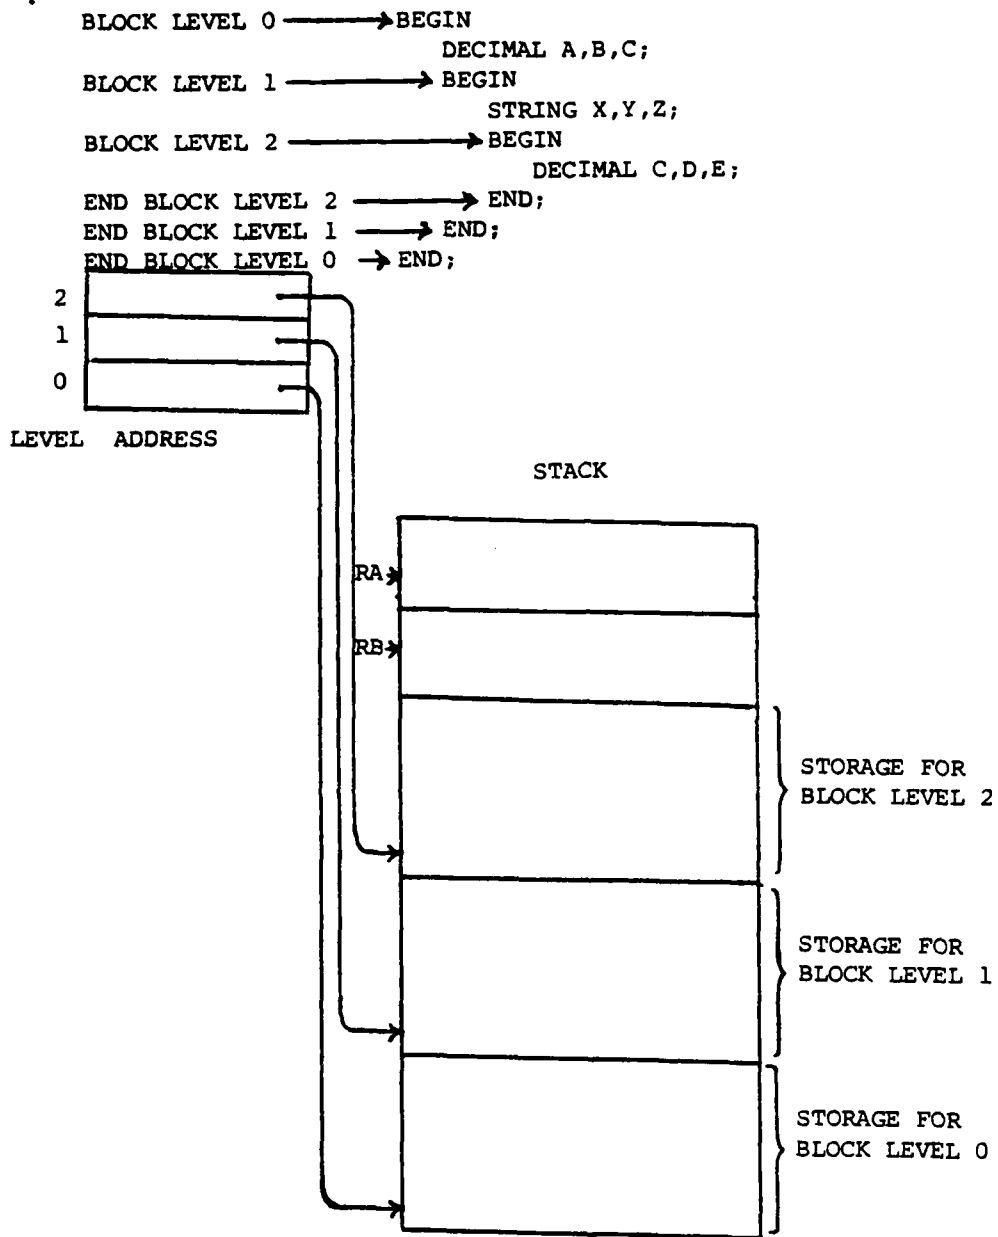 BLOCK LEVEL 0 BEGIN
DECIMAL A,B,C;
BLOCK LEVEL 1 BEGIN
STRING X,Y,Z;
BLOCK LEVEL 2 BEGIN
DECIMAL C,D,E;
END BLOCK LEVEL 2 END;
END BLOCK LEVEL 1 END;
END BLOCK LEVEL 0 END;
2
1
0
LEVEL ADDRESS
STACK
RA
RB
STORAGE FOR
BLOCK LEVEL 2
STORAGE FOR
BLOCK LEVEL 1
STORAGE FOR
BLOCK LEVEL 0